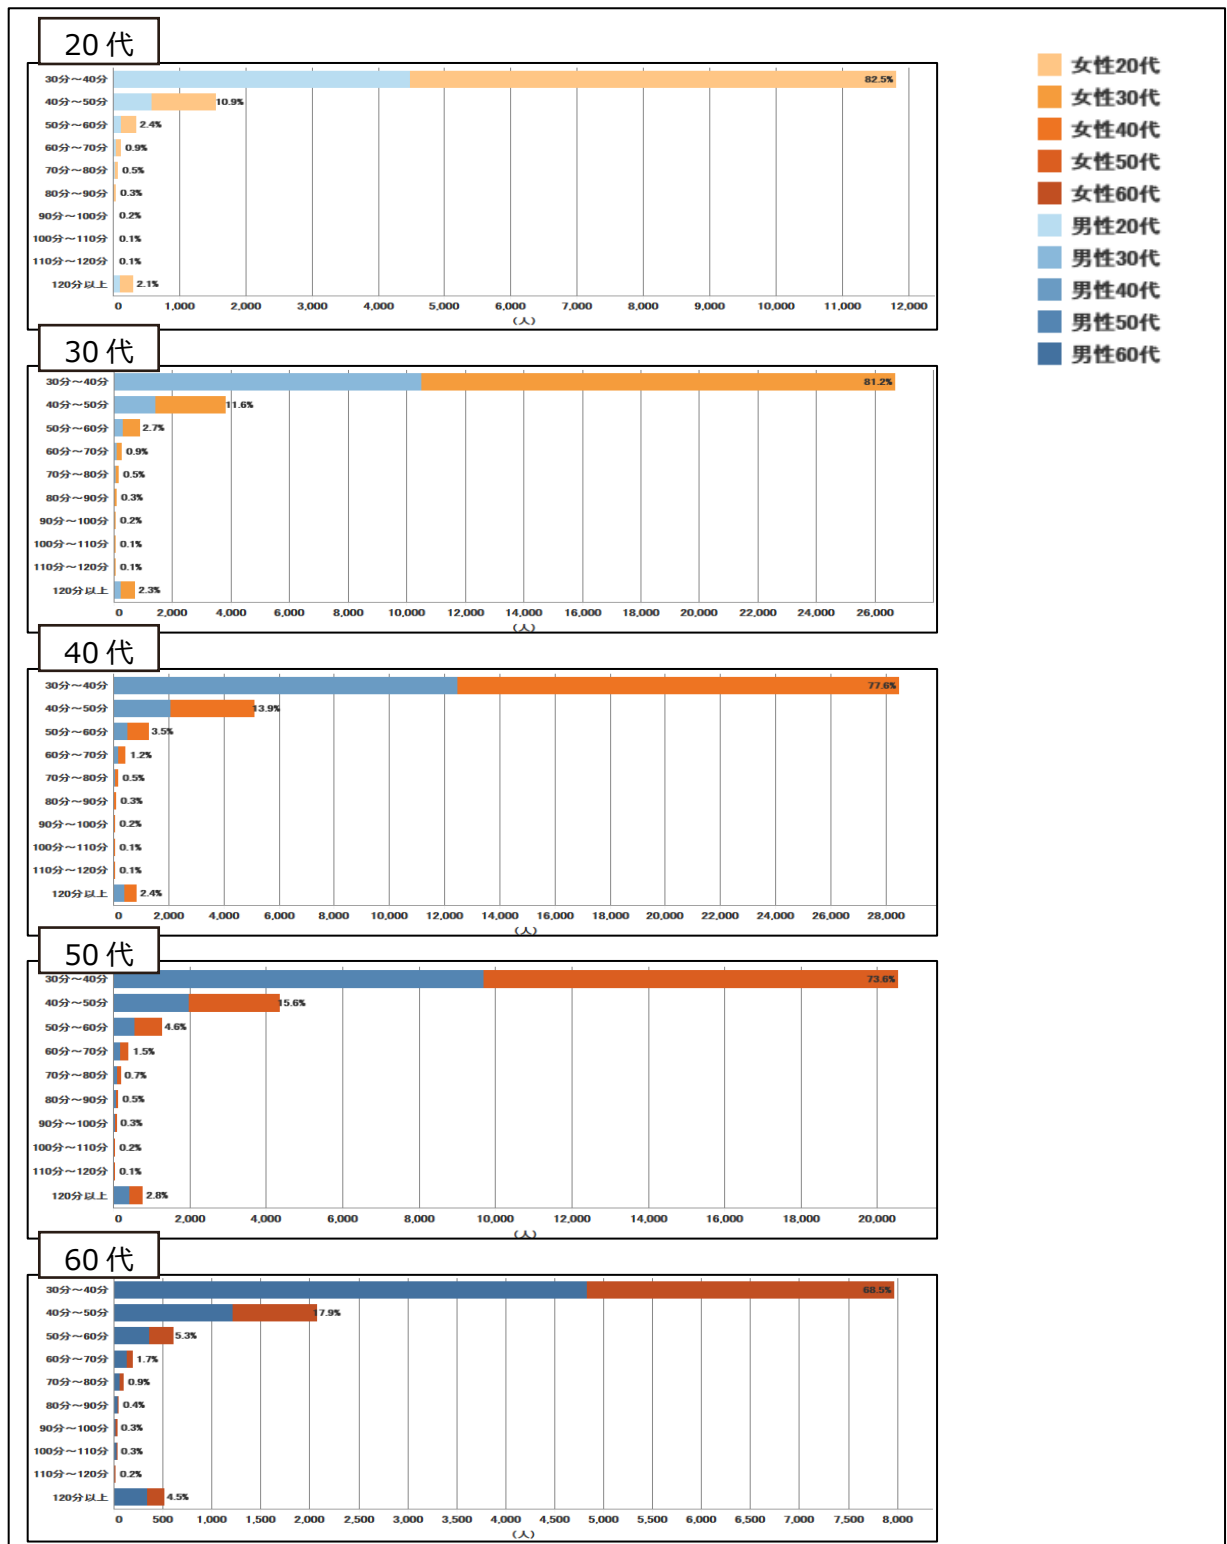 20代
30分～40分 82.5%
40分～50分 10.9%
50分～60分 2.4%
60分～70分 0.9%
70分～80分 0.5%
80分～90分 0.3%
90分～100分 0.2%
100分～110分 0.1%
110分～120分 0.1%
120分以上 2.1%
0 1,000 2,000 3,000 4,000 5,000 6,000 7,000 8,000 9,000 10,000 11,000 12,000
（人）
30代
30分～40分 81.2%
40分～50分 11.6%
50分～60分 2.7%
60分～70分 0.9%
70分～80分 0.5%
80分～90分 0.3%
90分～100分 0.2%
100分～110分 0.1%
110分～120分 0.1%
120分以上 2.3%
0 2,000 4,000 6,000 8,000 10,000 12,000 14,000 16,000 18,000 20,000 22,000 24,000 26,000
（人）
40代
30分～40分 77.6%
40分～50分 13.9%
50分～60分 3.5%
60分～70分 1.2%
70分～80分 0.5%
80分～90分 0.3%
90分～100分 0.2%
100分～110分 0.1%
110分～120分 0.1%
120分以上 2.4%
0 2,000 4,000 6,000 8,000 10,000 12,000 14,000 16,000 18,000 20,000 22,000 24,000 26,000 28,000
（人）
50代
30分～40分 73.6%
40分～50分 15.6%
50分～60分 4.6%
60分～70分 1.5%
70分～80分 0.7%
80分～90分 0.5%
90分～100分 0.3%
100分～110分 0.2%
110分～120分 0.1%
120分以上 2.8%
0 2,000 4,000 6,000 8,000 10,000 12,000 14,000 16,000 18,000 20,000
（人）
60代
30分～40分 68.5%
40分～50分 17.9%
50分～60分 5.3%
60分～70分 1.7%
70分～80分 0.9%
80分～90分 0.4%
90分～100分 0.3%
100分～110分 0.3%
110分～120分 0.2%
120分以上 4.5%
0 500 1,000 1,500 2,000 2,500 3,000 3,500 4,000 4,500 5,000 5,500 6,000 6,500 7,000 7,500 8,000
（人）
女性20代
女性30代
女性40代
女性50代
女性60代
男性20代
男性30代
男性40代
男性50代
男性60代